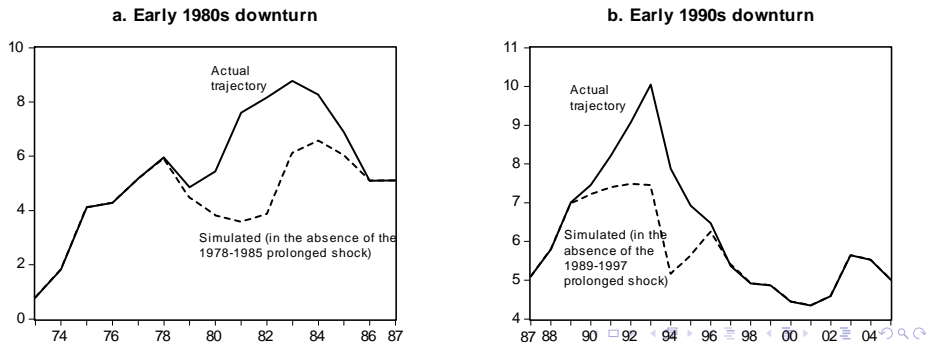 a. Early 1980s downturn
10
8
6
4
2
0
Actual
trajectory
Simulated (in the absence of the
1978-1985 prolonged shock)
74 76 78 80 82 84 86 87
b. Early 1990s downturn
11
10
9
8
7
6
5
4
Actual
trajectory
Simulated (in the
absence of the
1989-1997
prolonged shock)
87 88 90 92 94 96 98 00 02 04